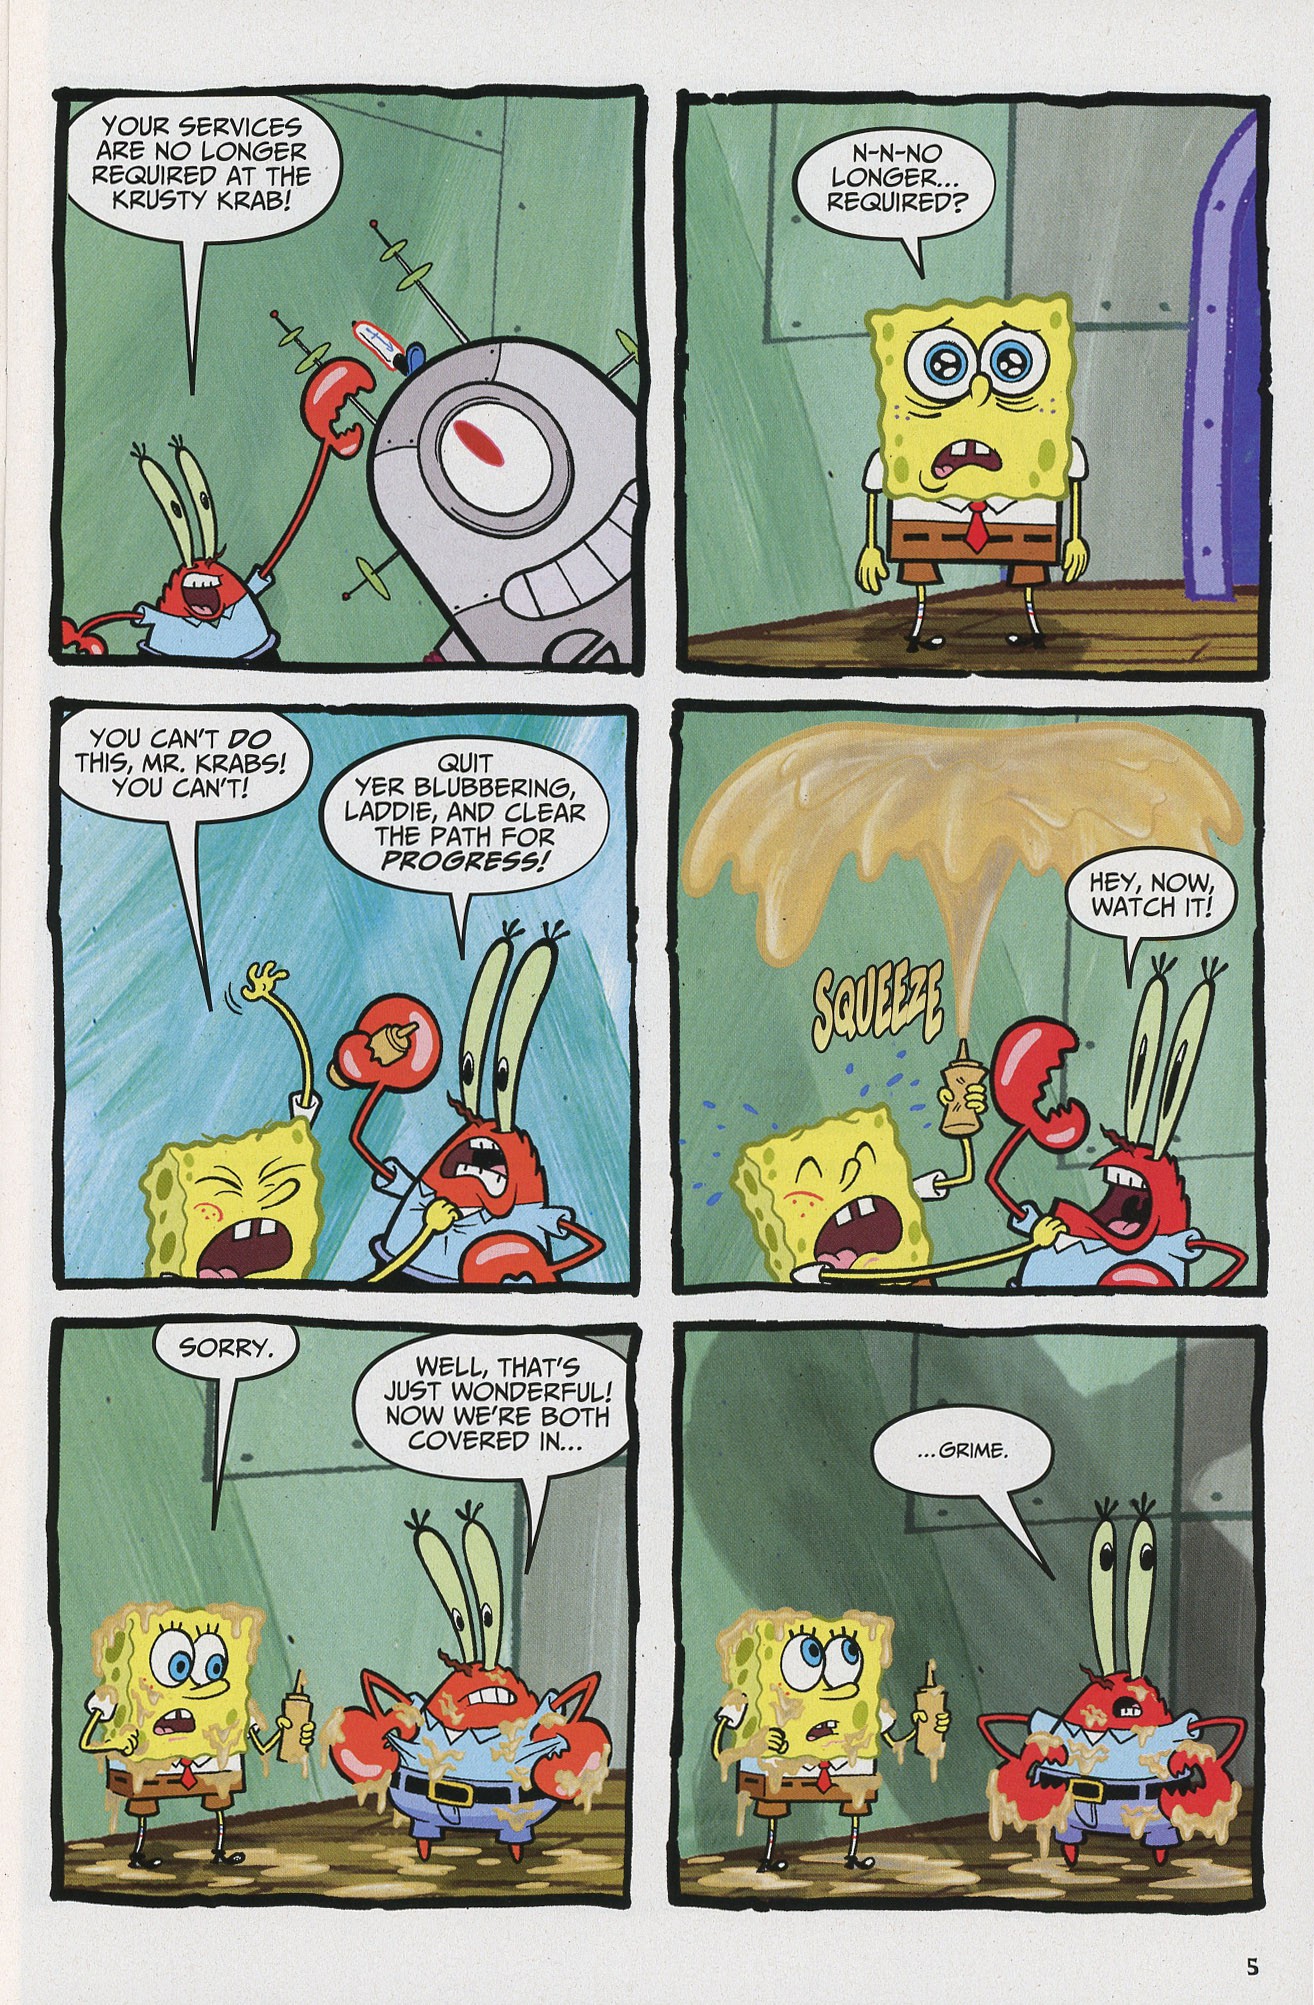 YOUR SERVICES
ARE NO LONGER
REQUIRED AT THE
KRUSTY KRAB!
N-N-NO
LONGER...
REQUIRED?
YOU CAN'T DO
THIS, MR. KRABS!
YOU CAN'T!
QUIT
YER BLUBBERING,
LADDIE, AND CLEAR
THE PATH FOR
PROGRESS!
SQUEEZE
HEY, NOW,
WATCH IT!
SORRY.
WELL, THAT'S
JUST WONDERFUL!
NOW WE'RE BOTH
COVERED IN...
...GRIME.
5